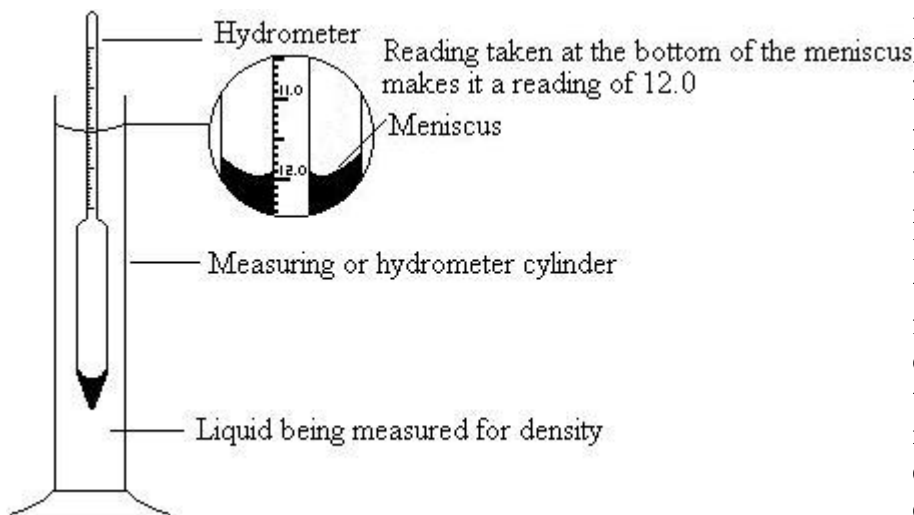 Hydrometer
Reading taken at the bottom of the meniscus
makes it a reading of 12.0
11.0
Meniscus
12.0
Measuring or hydrometer cylinder
Liquid being measured for density